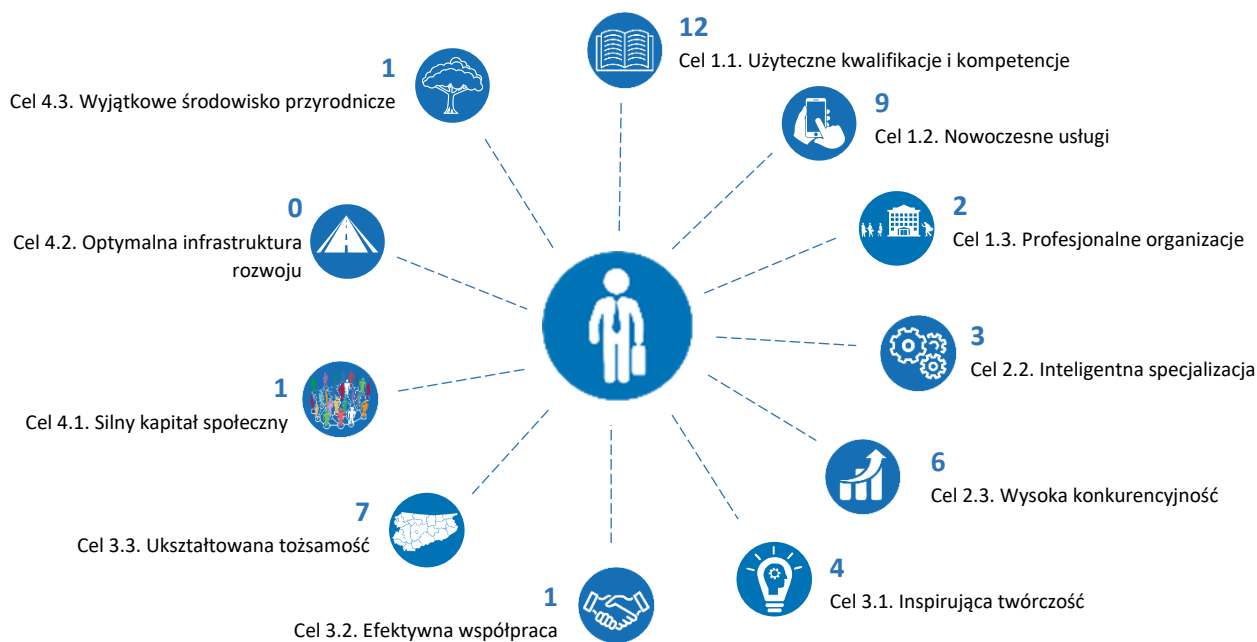 12
Cel 1.1. Użyteczne kwalifikacje i kompetencje
9
Cel 1.2. Nowoczesne usługi
2
Cel 1.3. Profesjonalne organizacje
3
Cel 2.2. Inteligentna specjalizacja
6
Cel 2.3. Wysoka konkurencyjność
4
Cel 3.1. Inspirująca twórczość
1
Cel 3.2. Efektywna współpraca
7
Cel 3.3. Ukształtowana tożsamość
1
Cel 4.1. Silny kapitał społeczny
0
Cel 4.2. Optymalna infrastruktura
rozwoju
1
Cel 4.3. Wyjątkowe środowisko przyrodnicze